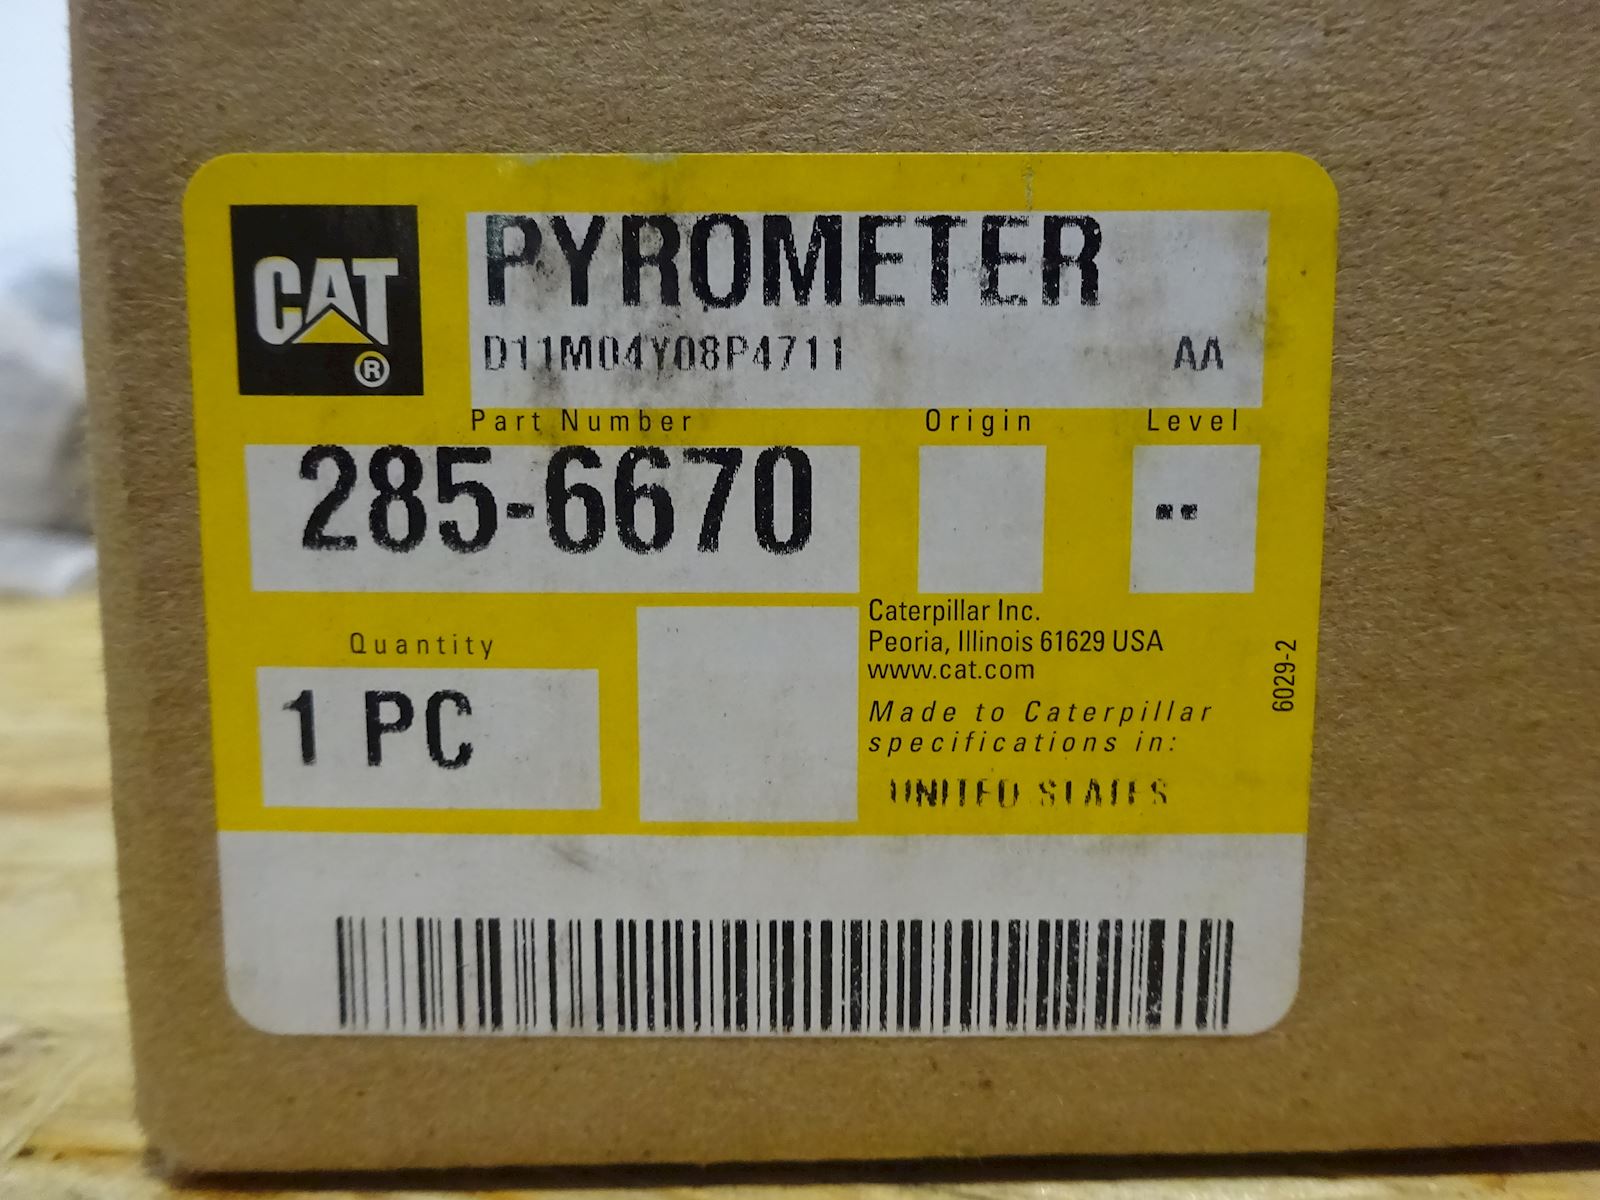 CAT
®
PYROMETER
D11M04Y08P4711 AA
Part Number Origin Level
285-6670 --
Quantity
1 PC
Caterpillar Inc.
Peoria, Illinois 61629 USA
www.cat.com
Made to Caterpillar
specifications in:
UNITED STATES
6029-2